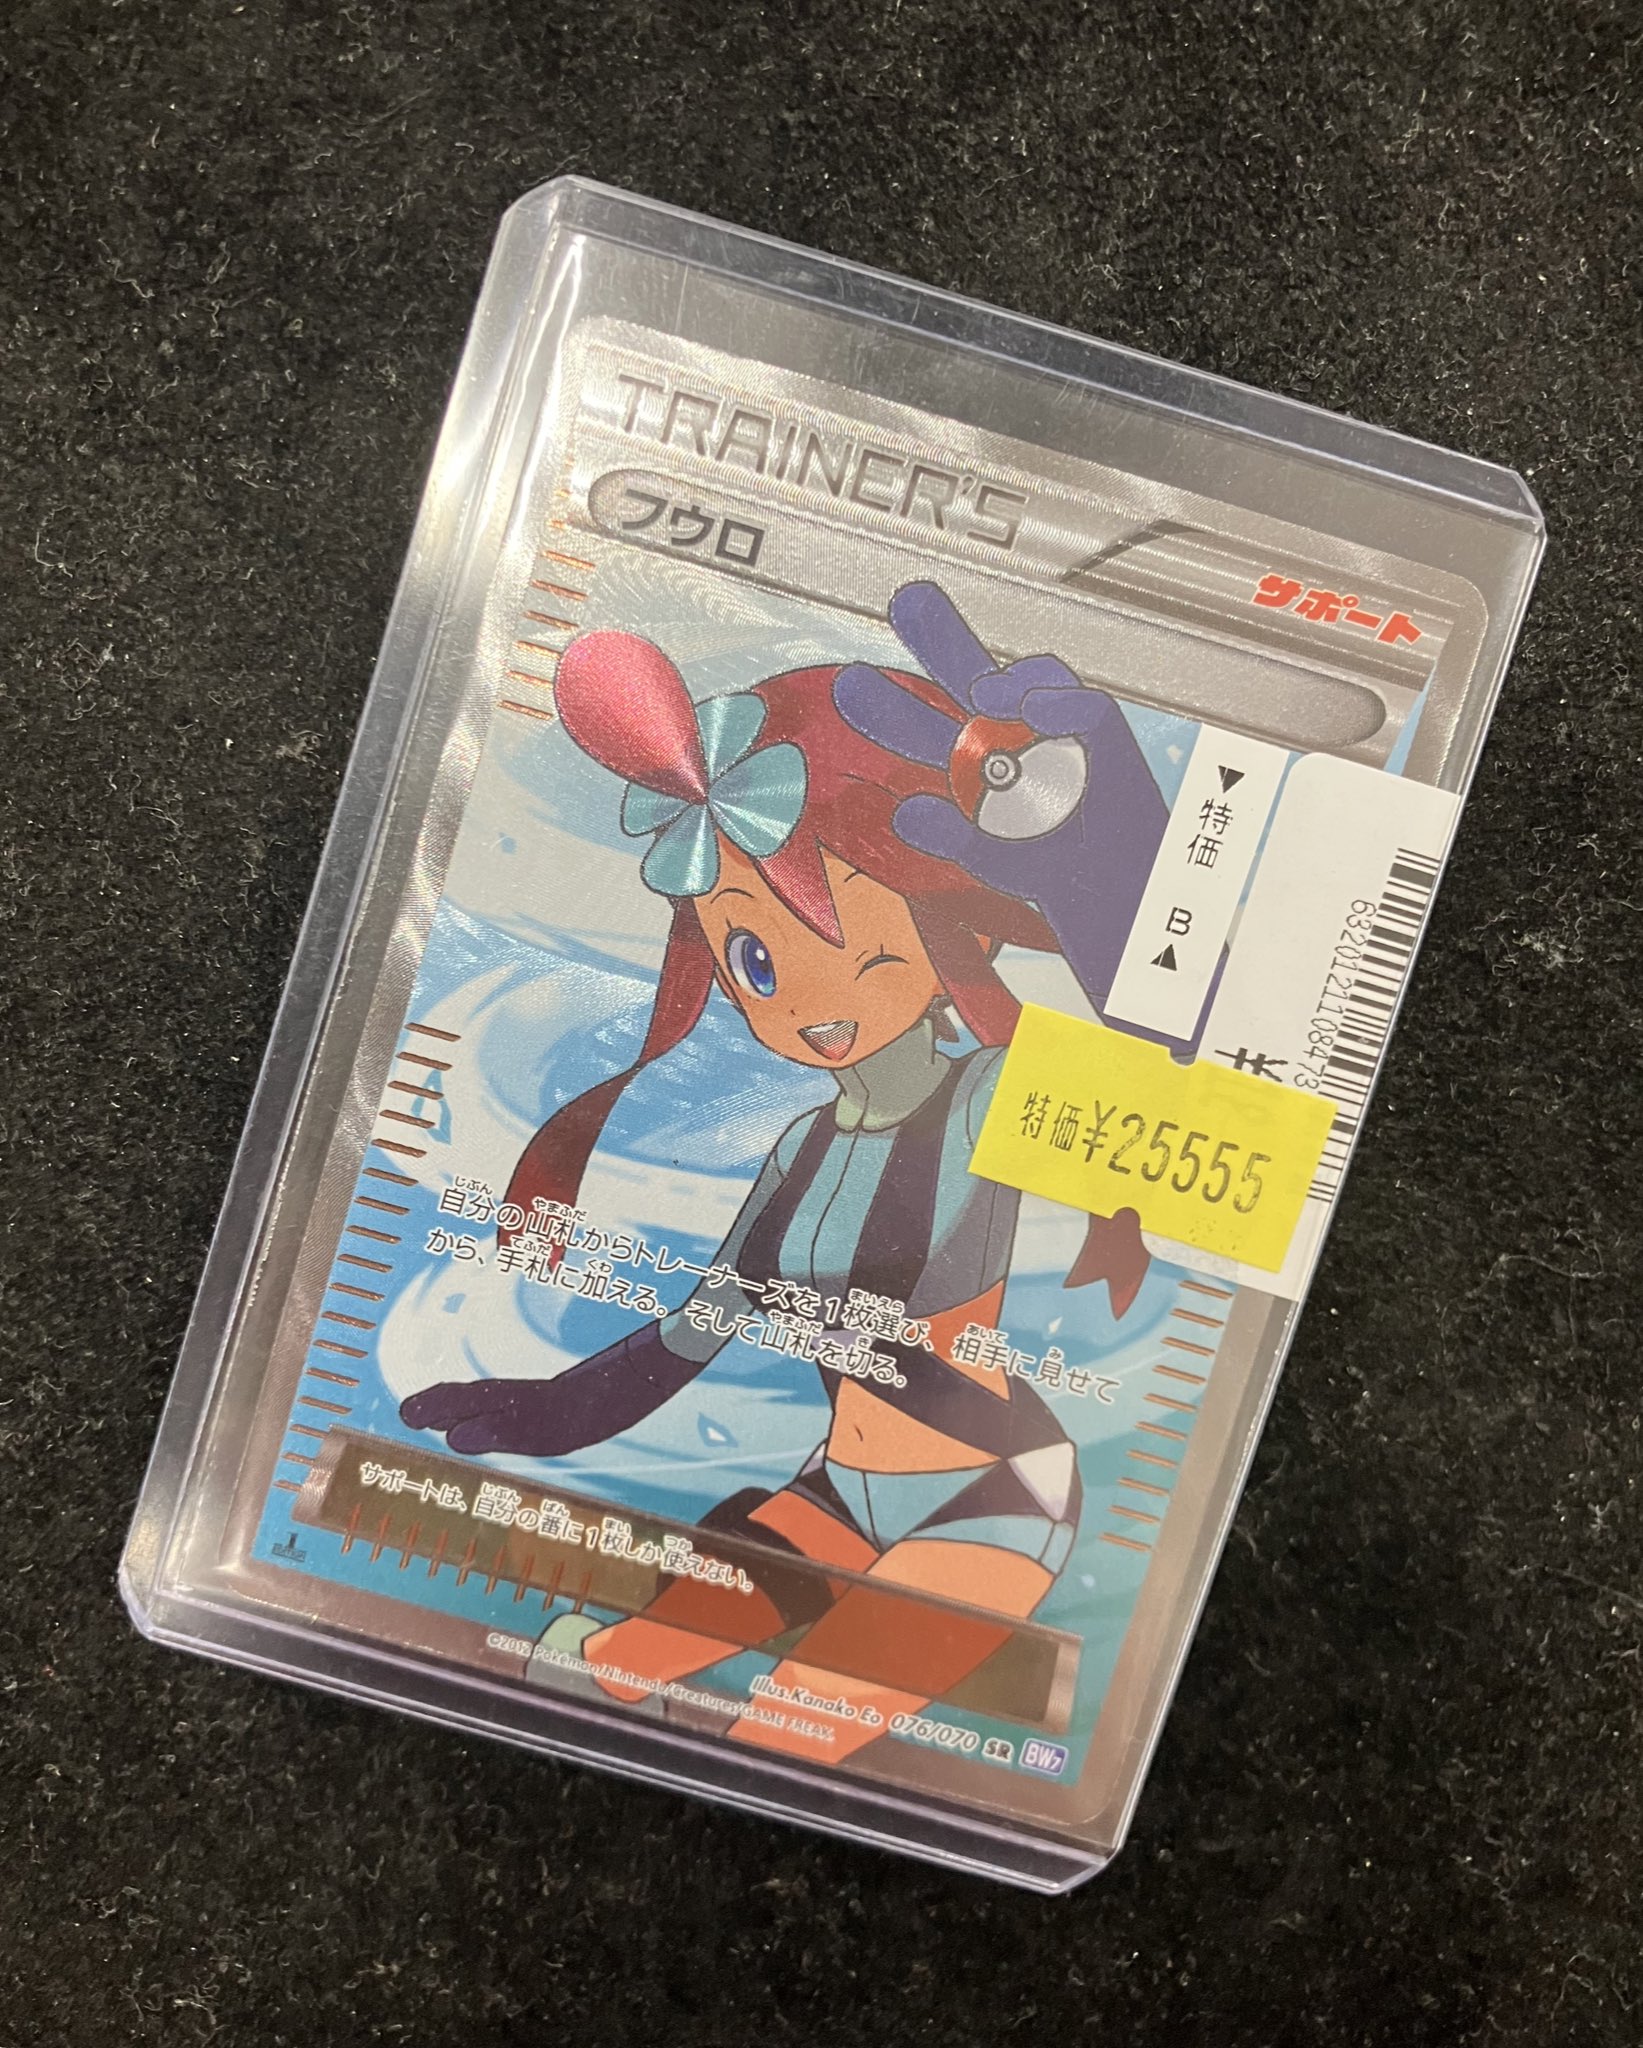 TRAINER'S
フウロ
サポート
▼特価 B▲
6320121108473
特価¥25555
自分の山札からトレーナーズを1枚選び、相手に見せて
から、手札に加える。そして山札を切る。
サポートは、自分の番に1枚しか使えない。
1 EDITION
©2012 Pokémon/Nintendo/Creatures/GAME FREAK.
Illus.Kanako Eo 076/070 SR BW7